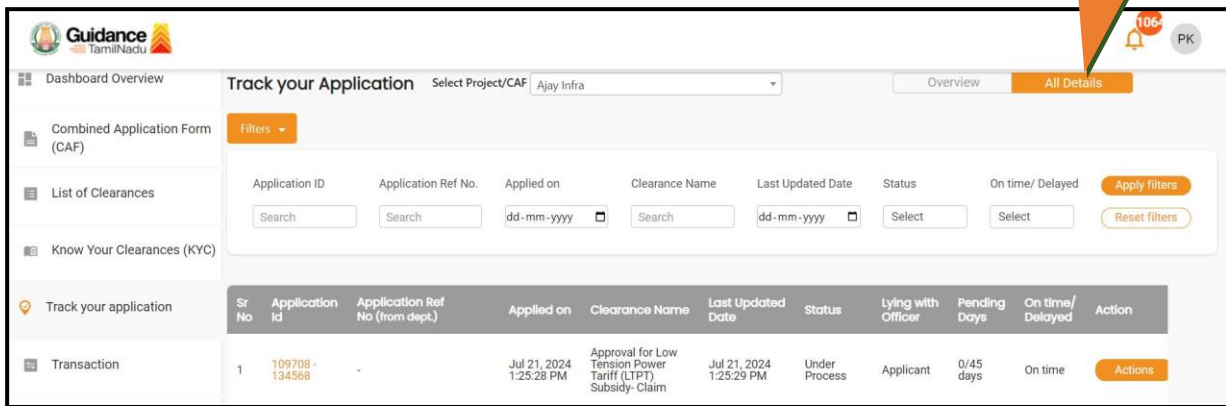 Guidance
TamilNadu
106
PK
Dashboard Overview
Track your Application Select Project/CAF Ajay Infra Overview All Details
Combined Application Form
(CAF)
Filters
List of Clearances
Application ID Application Ref No. Applied on Clearance Name Last Updated Date Status On time/ Delayed Apply filters
Search Search dd-mm-yyyy Search dd-mm-yyyy Select Select Reset filters
Know Your Clearances (KYC)
Track your application
Sr
No
Application
Id
Application Ref
No (from dept.)
Applied on
Clearance Name
Last Updated
Date
Status
Lying with
Officer
Pending
Days
On time/
Delayed
Action
Transaction
1
109708 -
134568
-
Jul 21, 2024
1:25:28 PM
Approval for Low
Tension Power
Tariff (LTPT)
Subsidy- Claim
Jul 21, 2024
1:25:29 PM
Under
Process
Applicant
0/45
days
On time
Actions